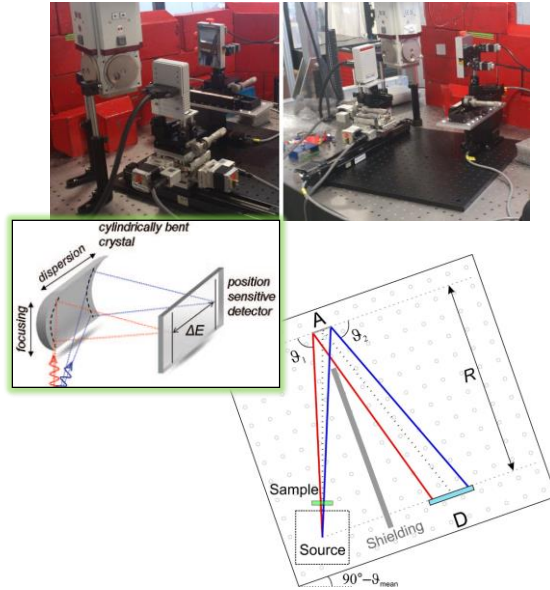 cylindrically bent
crystal
dispersion
focusing
position
sensitive
detector
ΔE
A
ϑ₁
ϑ₂
R
Sample
Source
Shielding
D
90°-ϑmean